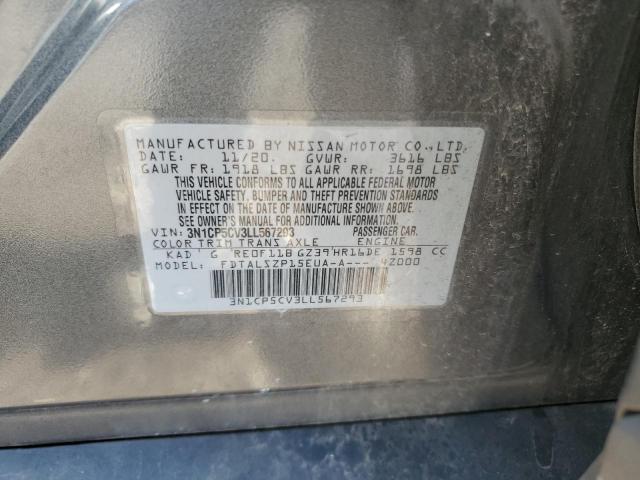 MANUFACTURED BY NISSAN MOTOR CO.,LTD.
DATE: 11/20. GVWR: 3616 LBS
GAWR FR: 1918 LBS GAWR RR: 1698 LBS
THIS VEHICLE CONFORMS TO ALL APPLICABLE FEDERAL MOTOR
VEHICLE SAFETY, BUMPER AND THEFT PREVENTION STANDARDS
IN EFFECT ON THE DATE OF MANUFACTURE SHOWN ABOVE.
SEE OWNER'S MANUAL FOR ADDITIONAL INFORMATION.
VIN: 3N1CP5CV3LL567293 PASSENGER CAR.
COLOR TRIM TRANS AXLE ENGINE
KAD G RE0F11B GZ39 HR16DE 1598 CC
MODEL: FDTALSZP15EUA-A--- 4Z000
3N1CP5CV3LL567293